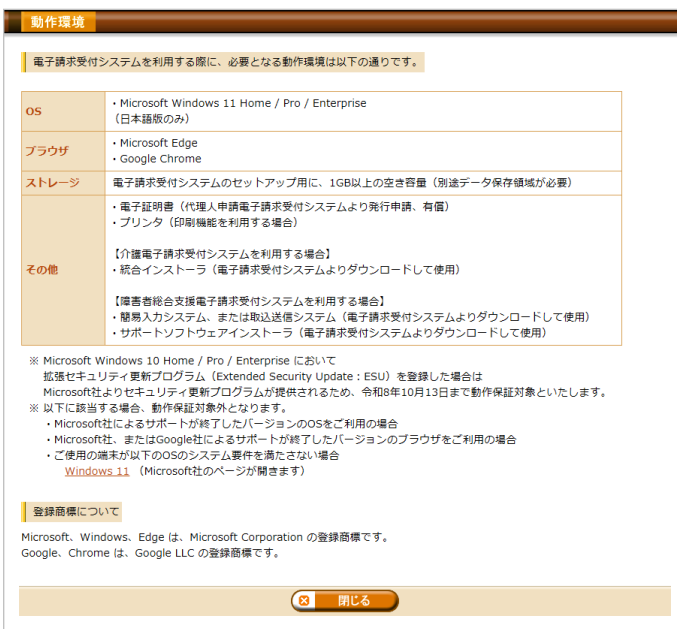 動作環境
電子請求受付システムを利用する際に、必要となる動作環境は以下の通りです。
OS
・Microsoft Windows 11 Home / Pro / Enterprise
(日本語版のみ)
ブラウザ
・Microsoft Edge
・Google Chrome
ストレージ
電子請求受付システムのセットアップ用に、1GB以上の空き容量(別途データ保存領域が必要)
その他
・電子証明書(代理人申請電子請求受付システムより発行申請、有償)
・プリンタ(印刷機能を利用する場合)
【介護電子請求受付システムを利用する場合】
・統合インストーラ(電子請求受付システムよりダウンロードして使用)
【障害者総合支援電子請求受付システムを利用する場合】
・簡易入力システム、または取込送信システム(電子請求受付システムよりダウンロードして使用)
・サポートソフトウェアインストーラ(電子請求受付システムよりダウンロードして使用)
※ Microsoft Windows 10 Home / Pro / Enterprise において
拡張セキュリティ更新プログラム(Extended Security Update:ESU)を登録した場合は
Microsoft社よりセキュリティ更新プログラムが提供されるため、令和8年10月13日まで動作保証対象といたします。
※ 以下に該当する場合、動作保証対象外となります。
・Microsoft社によるサポートが終了したバージョンのOSをご利用の場合
・Microsoft社、またはGoogle社によるサポートが終了したバージョンのブラウザをご利用の場合
・ご使用の端末が以下のOSのシステム要件を満たさない場合
Windows 11 (Microsoft社のページが開きます)
登録商標について
Microsoft、Windows、Edge は、Microsoft Corporation の登録商標です。
Google、Chrome は、Google LLC の登録商標です。
閉じる